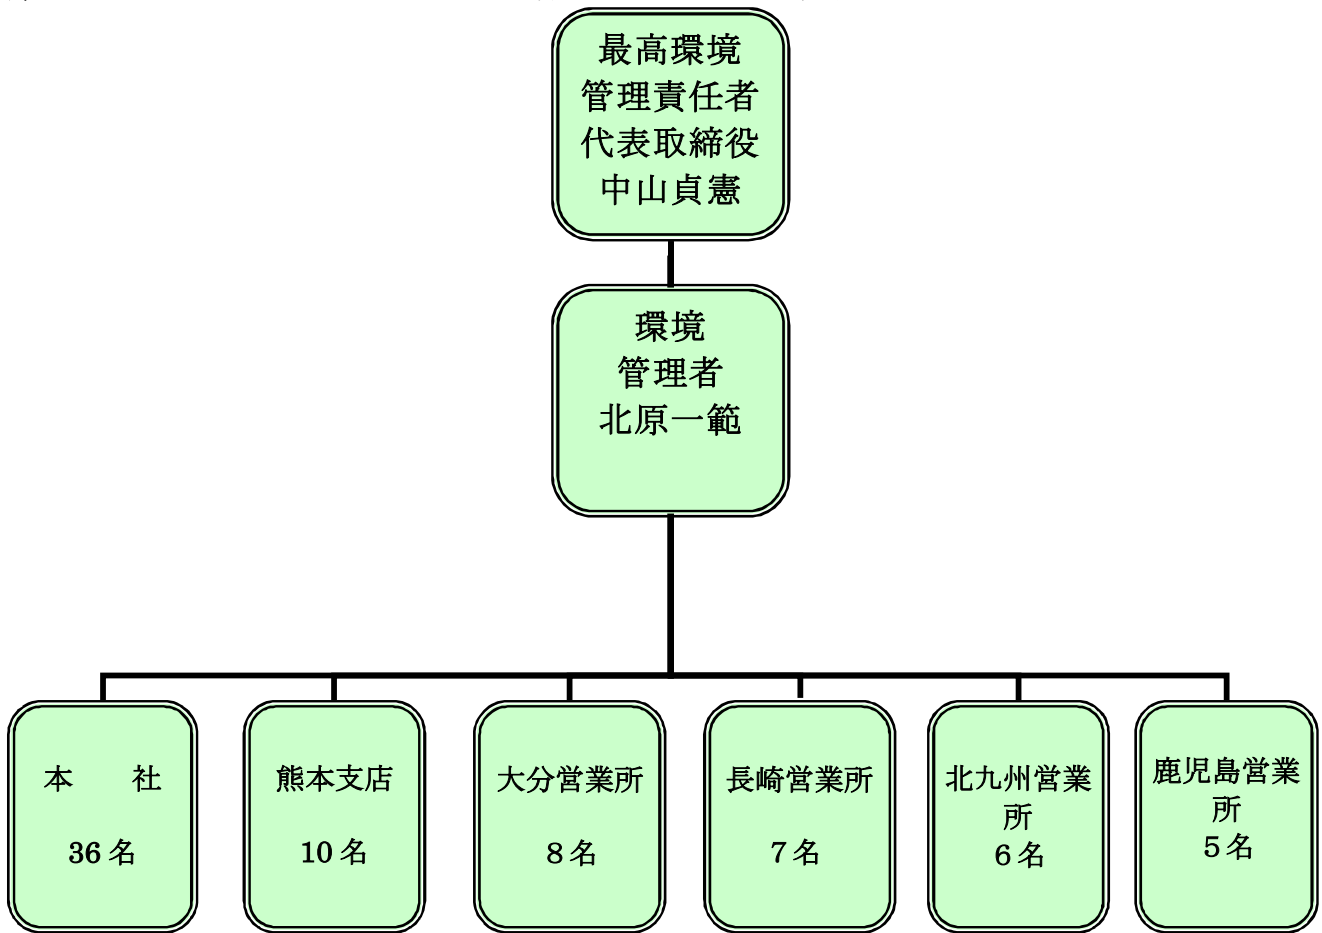 最高環境
管理責任者
代表取締役
中山貞憲
環境
管理者
北原一範
本　　社
36名
熊本支店
10名
大分営業所
8名
長崎営業所
7名
北九州営業
所
6名
鹿児島営業
所
5名